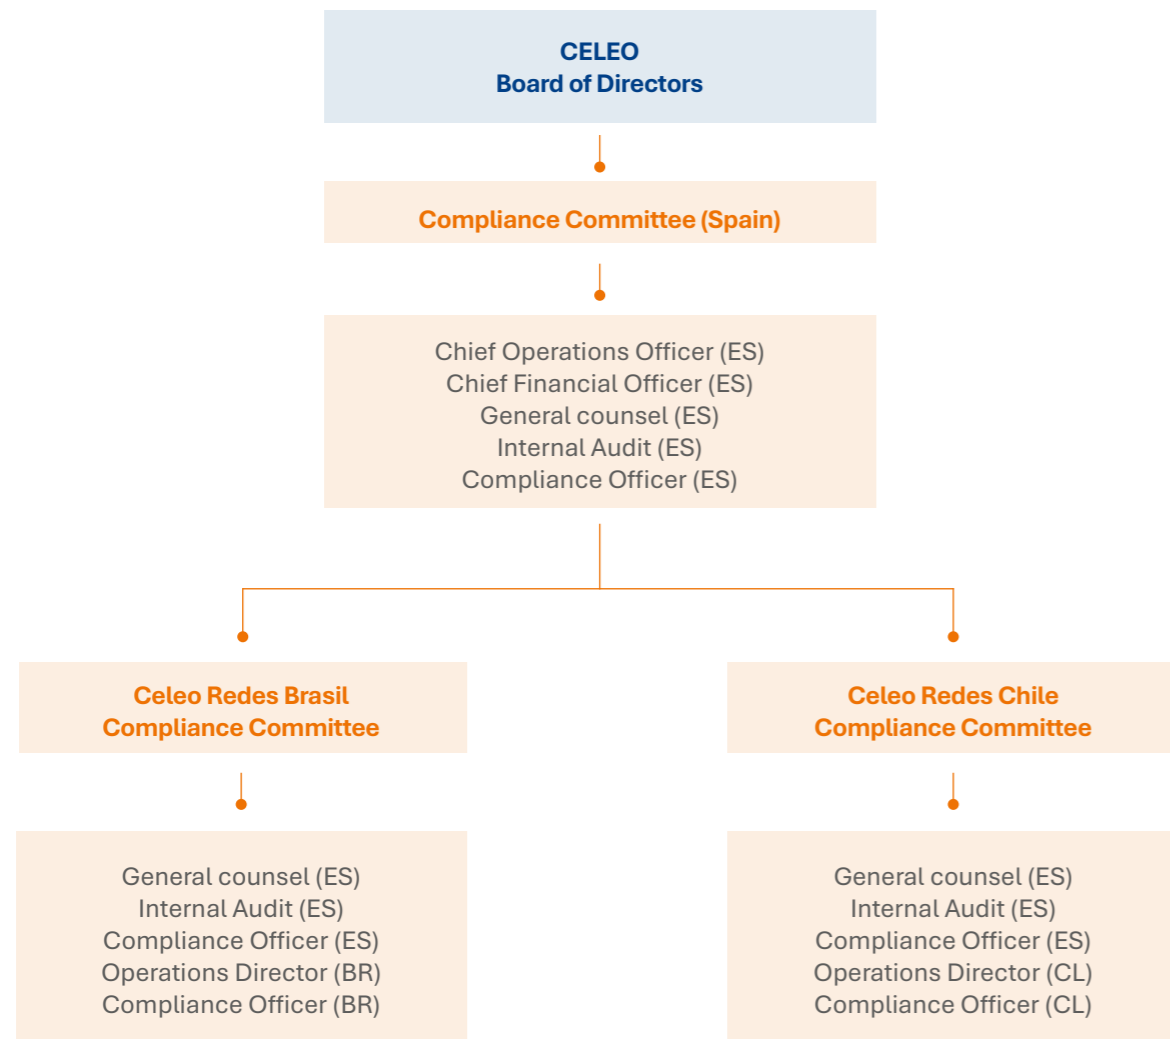 CELEO
Board of Directors
Compliance Committee (Spain)
Chief Operations Officer (ES)
Chief Financial Officer (ES)
General counsel (ES)
Internal Audit (ES)
Compliance Officer (ES)
Celeo Redes Brasil
Compliance Committee
General counsel (ES)
Internal Audit (ES)
Compliance Officer (ES)
Operations Director (BR)
Compliance Officer (BR)
Celeo Redes Chile
Compliance Committee
General counsel (ES)
Internal Audit (ES)
Compliance Officer (ES)
Operations Director (CL)
Compliance Officer (CL)